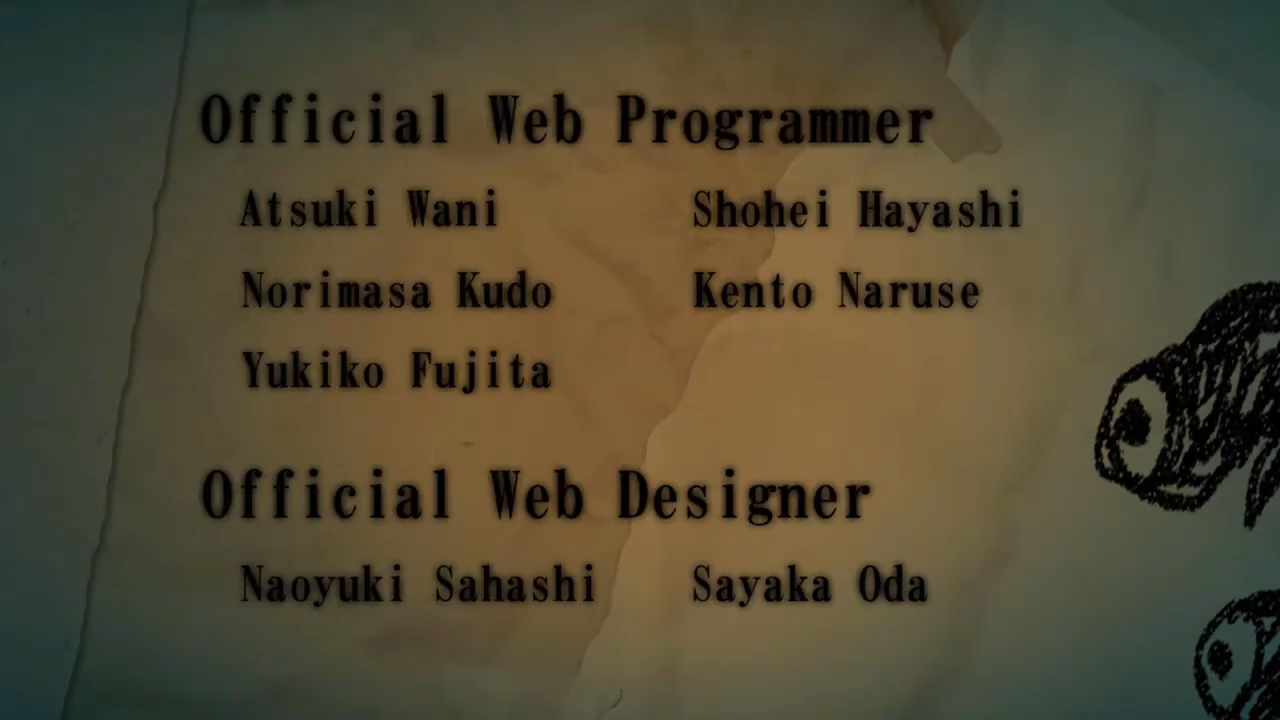 Official Web Programmer
Atsuki Wani Shohei Hayashi
Norimasa Kudo Kento Naruse
Yukiko Fujita
Official Web Designer
Naoyuki Sahashi Sayaka Oda